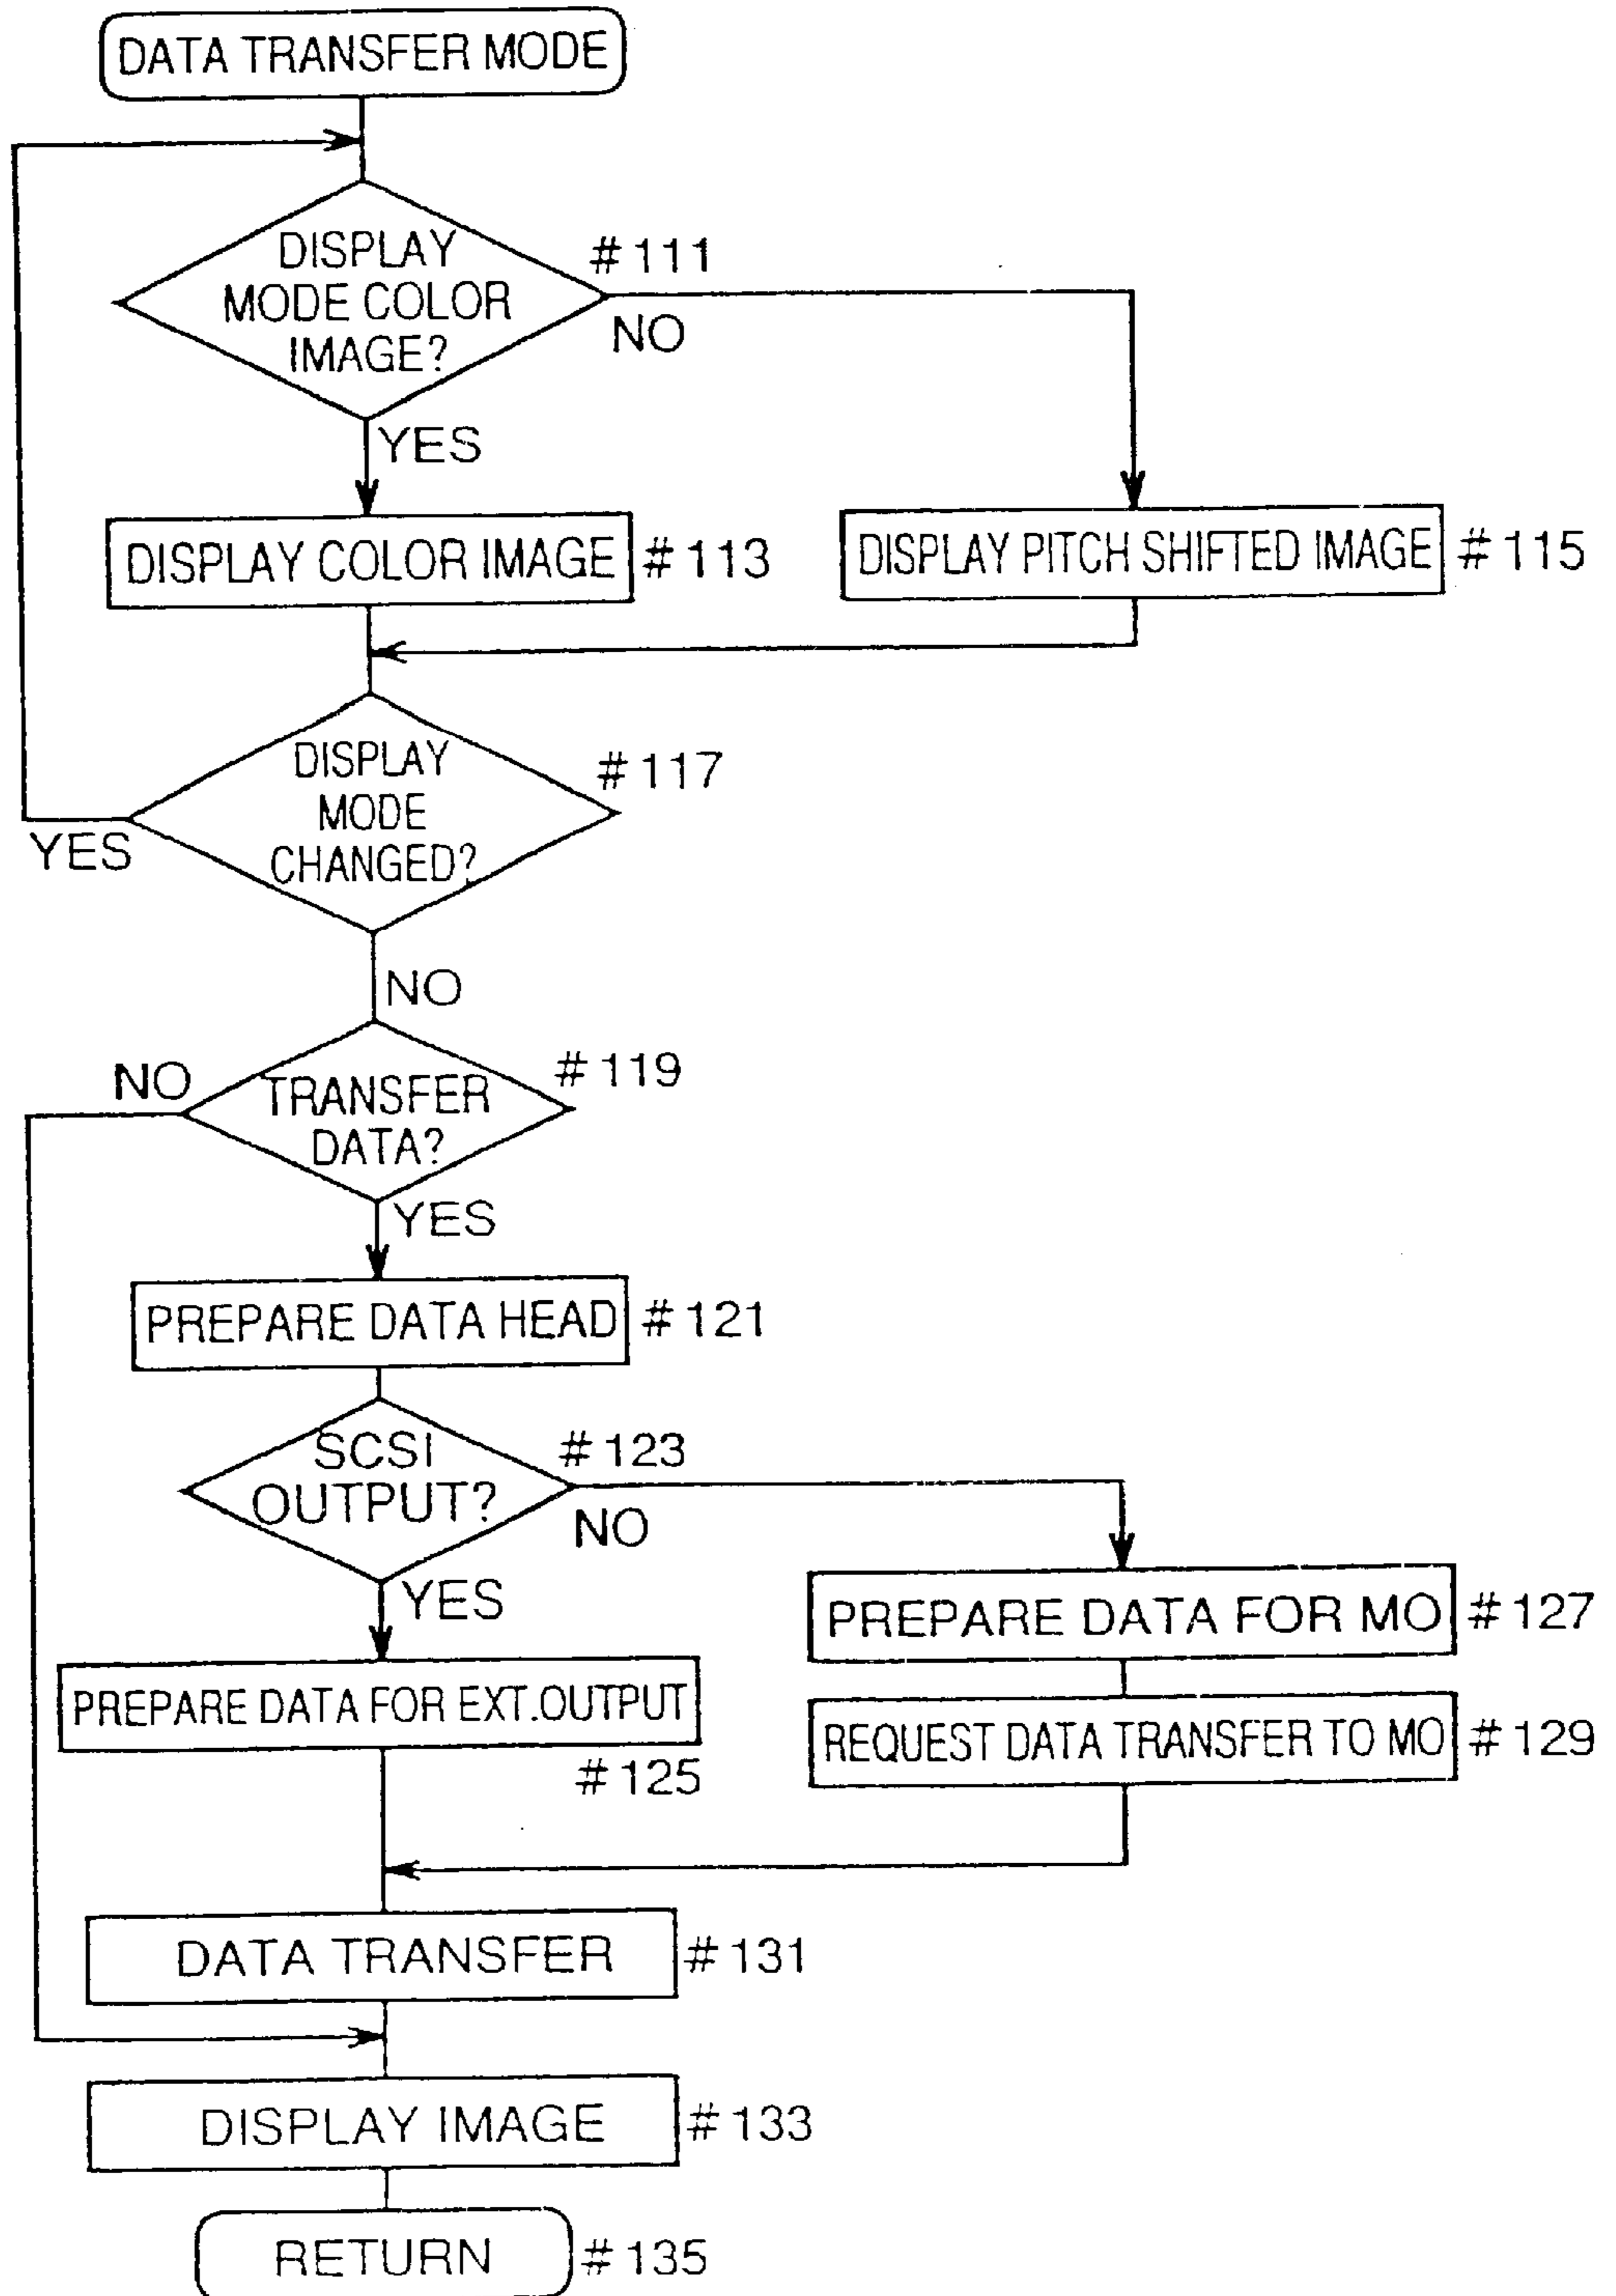 DATA TRANSFER MODE
DISPLAY
MODE COLOR
IMAGE?
#111
NO
YES
DISPLAY COLOR IMAGE
#113
DISPLAY PITCH SHIFTED IMAGE
#115
DISPLAY
MODE
CHANGED?
#117
YES
NO
TRANSFER
DATA?
#119
NO
YES
PREPARE DATA HEAD
#121
SCSI
OUTPUT?
#123
NO
YES
PREPARE DATA FOR EXT.OUTPUT
#125
PREPARE DATA FOR MO
#127
REQUEST DATA TRANSFER TO MO
#129
DATA TRANSFER
#131
DISPLAY IMAGE
#133
RETURN
#135